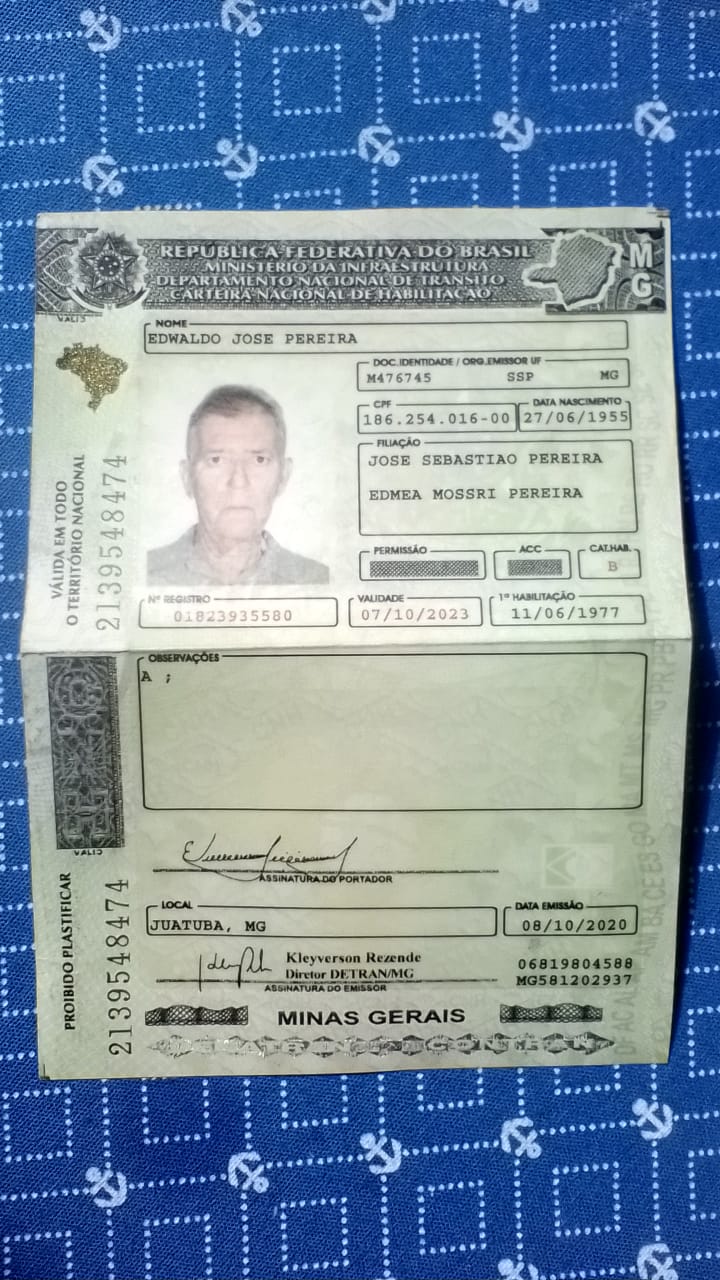 REPÚBLICA FEDERATIVA DO BRASIL
MINISTÉRIO DA INFRAESTRUTURA
DEPARTAMENTO NACIONAL DE TRÂNSITO
CARTEIRA NACIONAL DE HABILITAÇÃO
MG
VALID
NOME
EDWALDO JOSE PEREIRA
DOC. IDENTIDADE / ORG. EMISSOR UF
M476745 SSP MG
CPF DATA NASCIMENTO
186.254.016-00 27/06/1955
FILIAÇÃO
JOSE SEBASTIAO PEREIRA
EDMEA MOSSRI PEREIRA
PERMISSÃO ACC CAT.HAB.
B
Nº REGISTRO VALIDADE 1ª HABILITAÇÃO
01823935580 07/10/2023 11/06/1977
VÁLIDA EM TODO
O TERRITÓRIO NACIONAL
2139548474
OBSERVAÇÕES
A ;
VALID
ASSINATURA DO PORTADOR
LOCAL DATA EMISSÃO
JUATUBA, MG 08/10/2020
Kleyverson Rezende
Diretor DETRAN/MG
ASSINATURA DO EMISSOR
06819804588
MG581202937
PROIBIDO PLASTIFICAR
2139548474
MINAS GERAIS